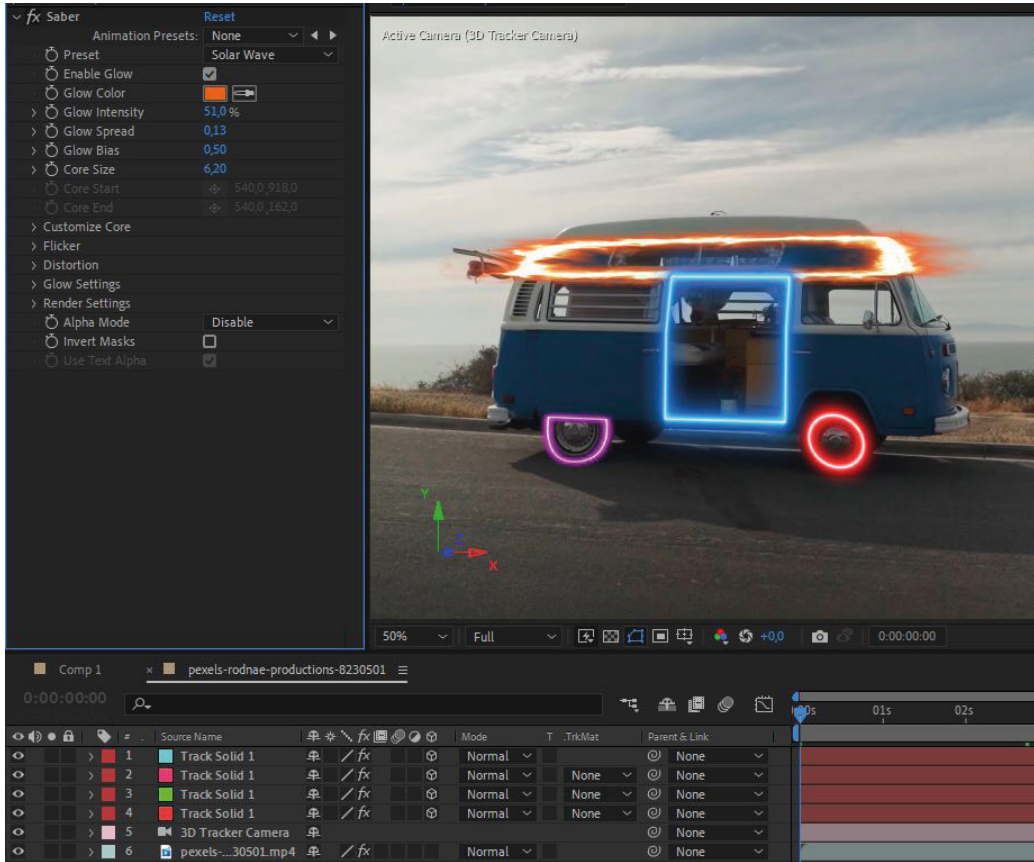 fx Saber Reset
Animation Presets: None
Preset Solar Wave
Enable Glow
Glow Color
Glow Intensity 51,0 %
Glow Spread 0,13
Glow Bias 0,50
Core Size 6,20
Core Start 540,0 ,918,0
Core End 540,0 ,162,0
Customize Core
Flicker
Distortion
Glow Settings
Render Settings
Alpha Mode Disable
Invert Masks
Use Text Alpha
Active Camera (3D Tracker Camera)
Y
Z
X
50% Full +0,0 0:00:00:00
Comp 1 × pexels-rodnae-productions-8230501
0:00:00:00
01s 02s
# Source Name fx Mode T .TrkMat Parent & Link
1 Track Solid 1 fx Normal None
2 Track Solid 1 fx Normal None None
3 Track Solid 1 fx Normal None None
4 Track Solid 1 fx Normal None None
5 3D Tracker Camera None
6 pexels-...30501.mp4 fx Normal None